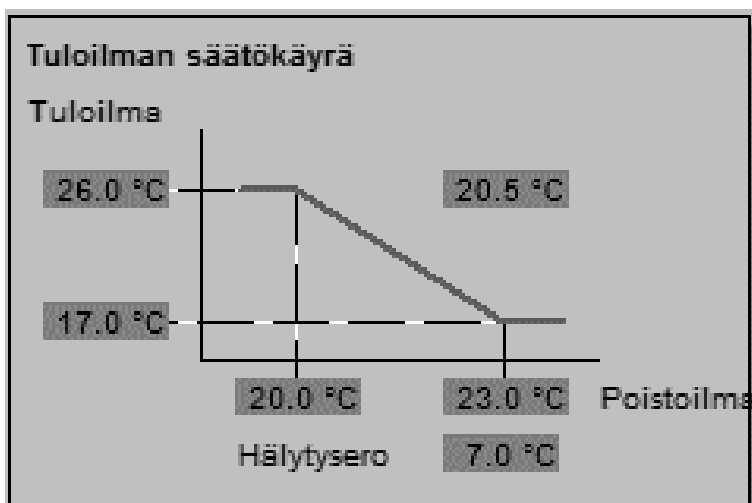 Tuloilman säätökäyrä
Tuloilma
26.0 °C 20.5 °C
17.0 °C
20.0 °C 23.0 °C Poistoilma
Hälytysero 7.0 °C